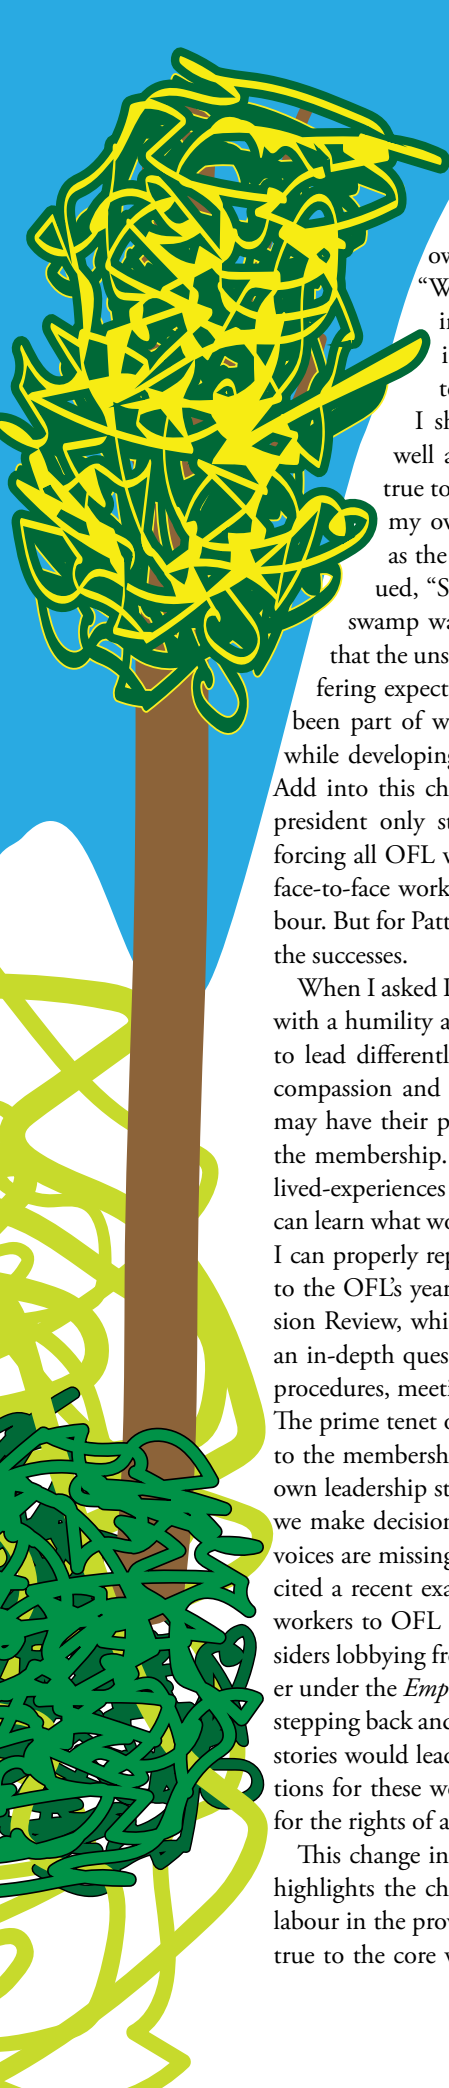 ow
“W
in
i
to
I sh
well a
true to
my ow
as the
ued, “S
swamp wa
that the uns
fering expect
been part of w
while developing
Add into this ch
president only st
forcing all OFL w
face-to-face work
bour. But for Patt
the successes.
When I asked
with a humility a
to lead differentl
compassion and
may have their p
the membership.
lived-experiences
can learn what wo
I can properly rep
to the OFL’s year
sion Review, whi
an in-depth ques
procedures, meeti
The prime tenet o
to the membersh
own leadership st
we make decision
voices are missing
cited a recent exa
workers to OFL
siders lobbying fro
er under the Emp
stepping back and
stories would lead
tions for these wo
for the rights of a
This change in
highlights the ch
labour in the prov
true to the core v